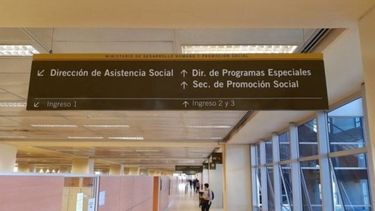 MINISTERIO DE DESARROLLO HUMANO Y PROMOCIÓN SOCIAL
↙ Dirección de Asistencia Social
↑ Dir. de Programas Especiales
↑ Sec. de Promoción Social
↙ Ingreso 1
↑ Ingreso 2 y 3